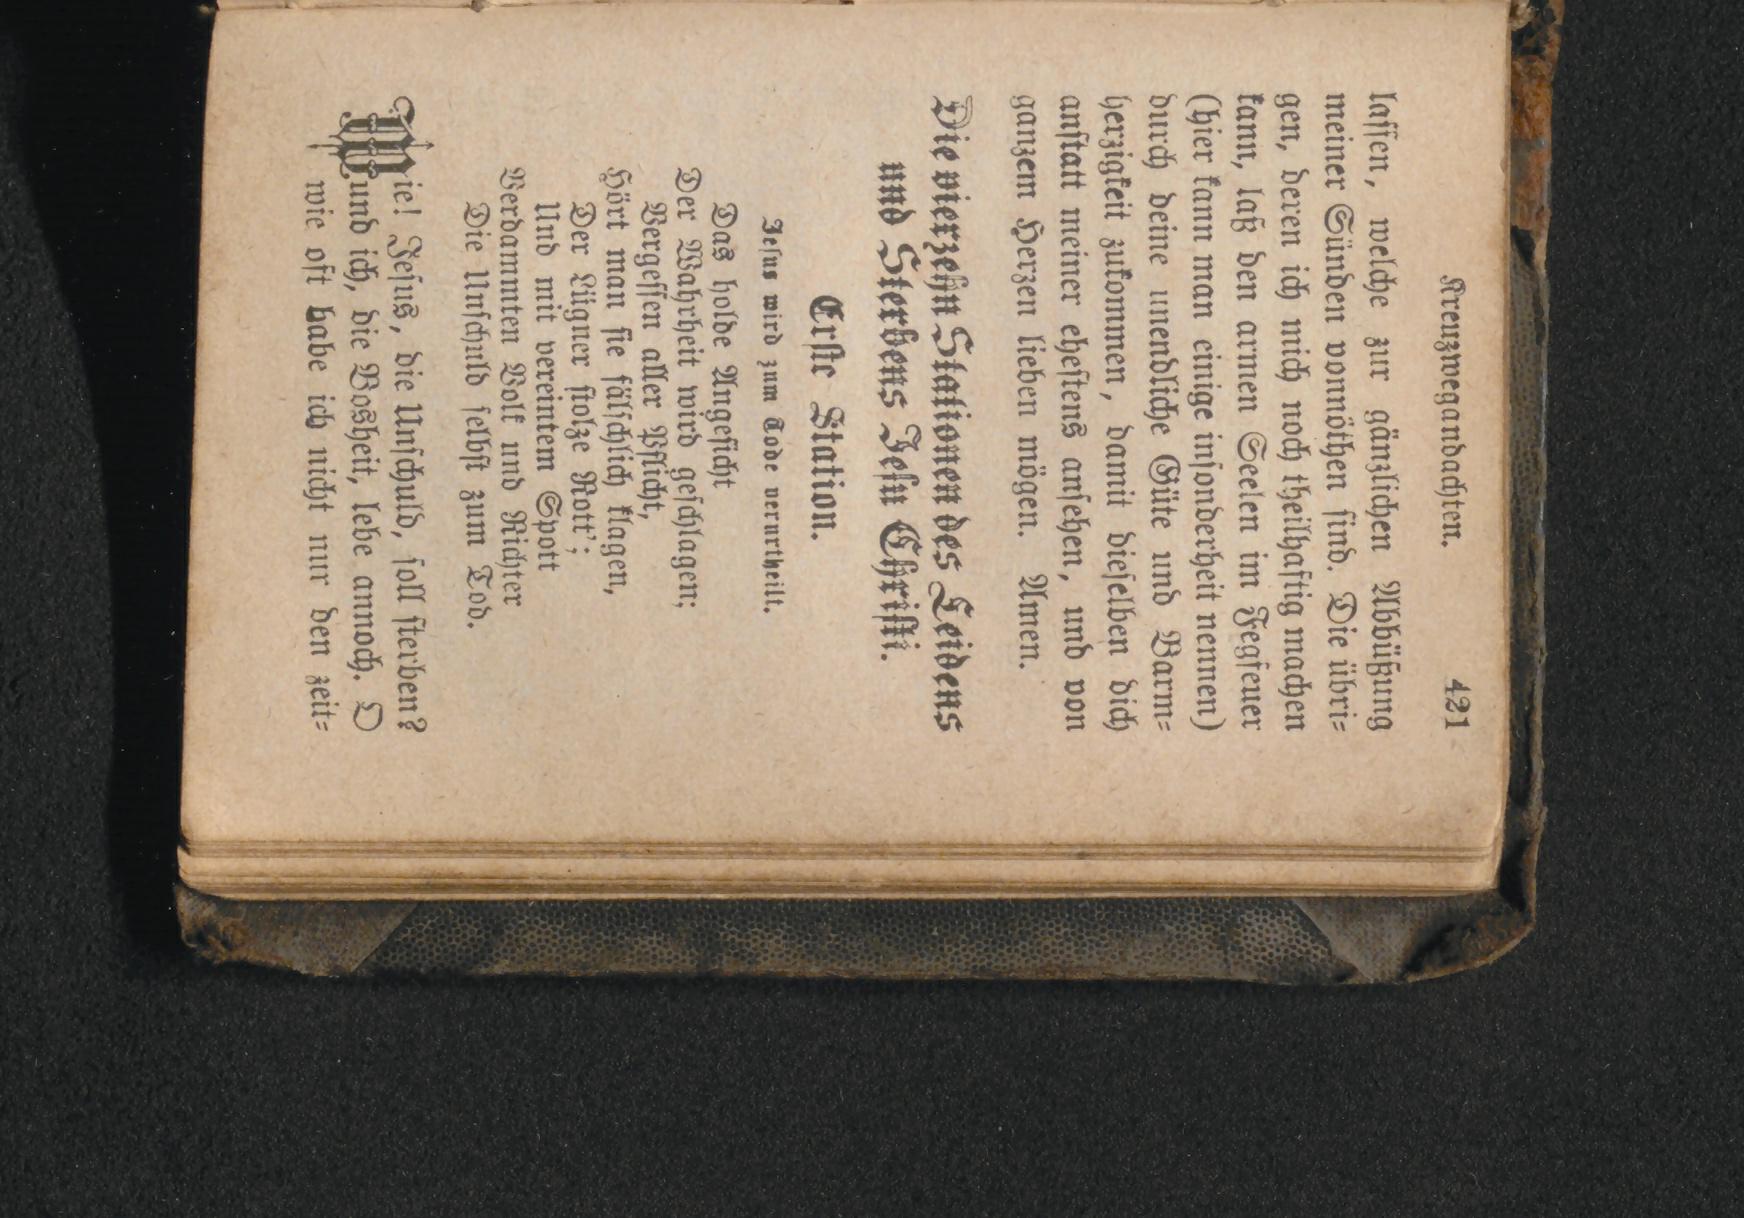 Kreuzwegandachten. 421
lassen, welche zur gänzlichen Abbüßung
meiner Sünden vonnöthen sind. Die übri-
gen, deren ich mich noch theilhaftig machen
kann, laß den armen Seelen im Fegfeuer
(hier kann man einige insonderheit nennen)
durch deine unendliche Güte und Barm-
herzigkeit zukommen, damit dieselben dich
anstatt meiner ehestens ansehen, und von
ganzem Herzen lieben mögen. Amen.
Die vierzehn Stationen des Leidens
und Sterbens Jesu Christi.
Erste Station.
Jesus wird zum Tode verurtheilt.
Das holde Angesicht
Der Wahrheit wird geschlagen;
Vergessen aller Pflicht,
Hört man sie fälschlich klagen,
Der Lügner stolze Rott';
Und mit vereintem Spott
Verdammten Volk und Richter
Die Unschuld selbst zum Tod.
Wie! Jesus, die Unschuld, soll sterben?
und ich, die Bosheit, lebe annoch. O
wie oft habe ich nicht nur den zeit-